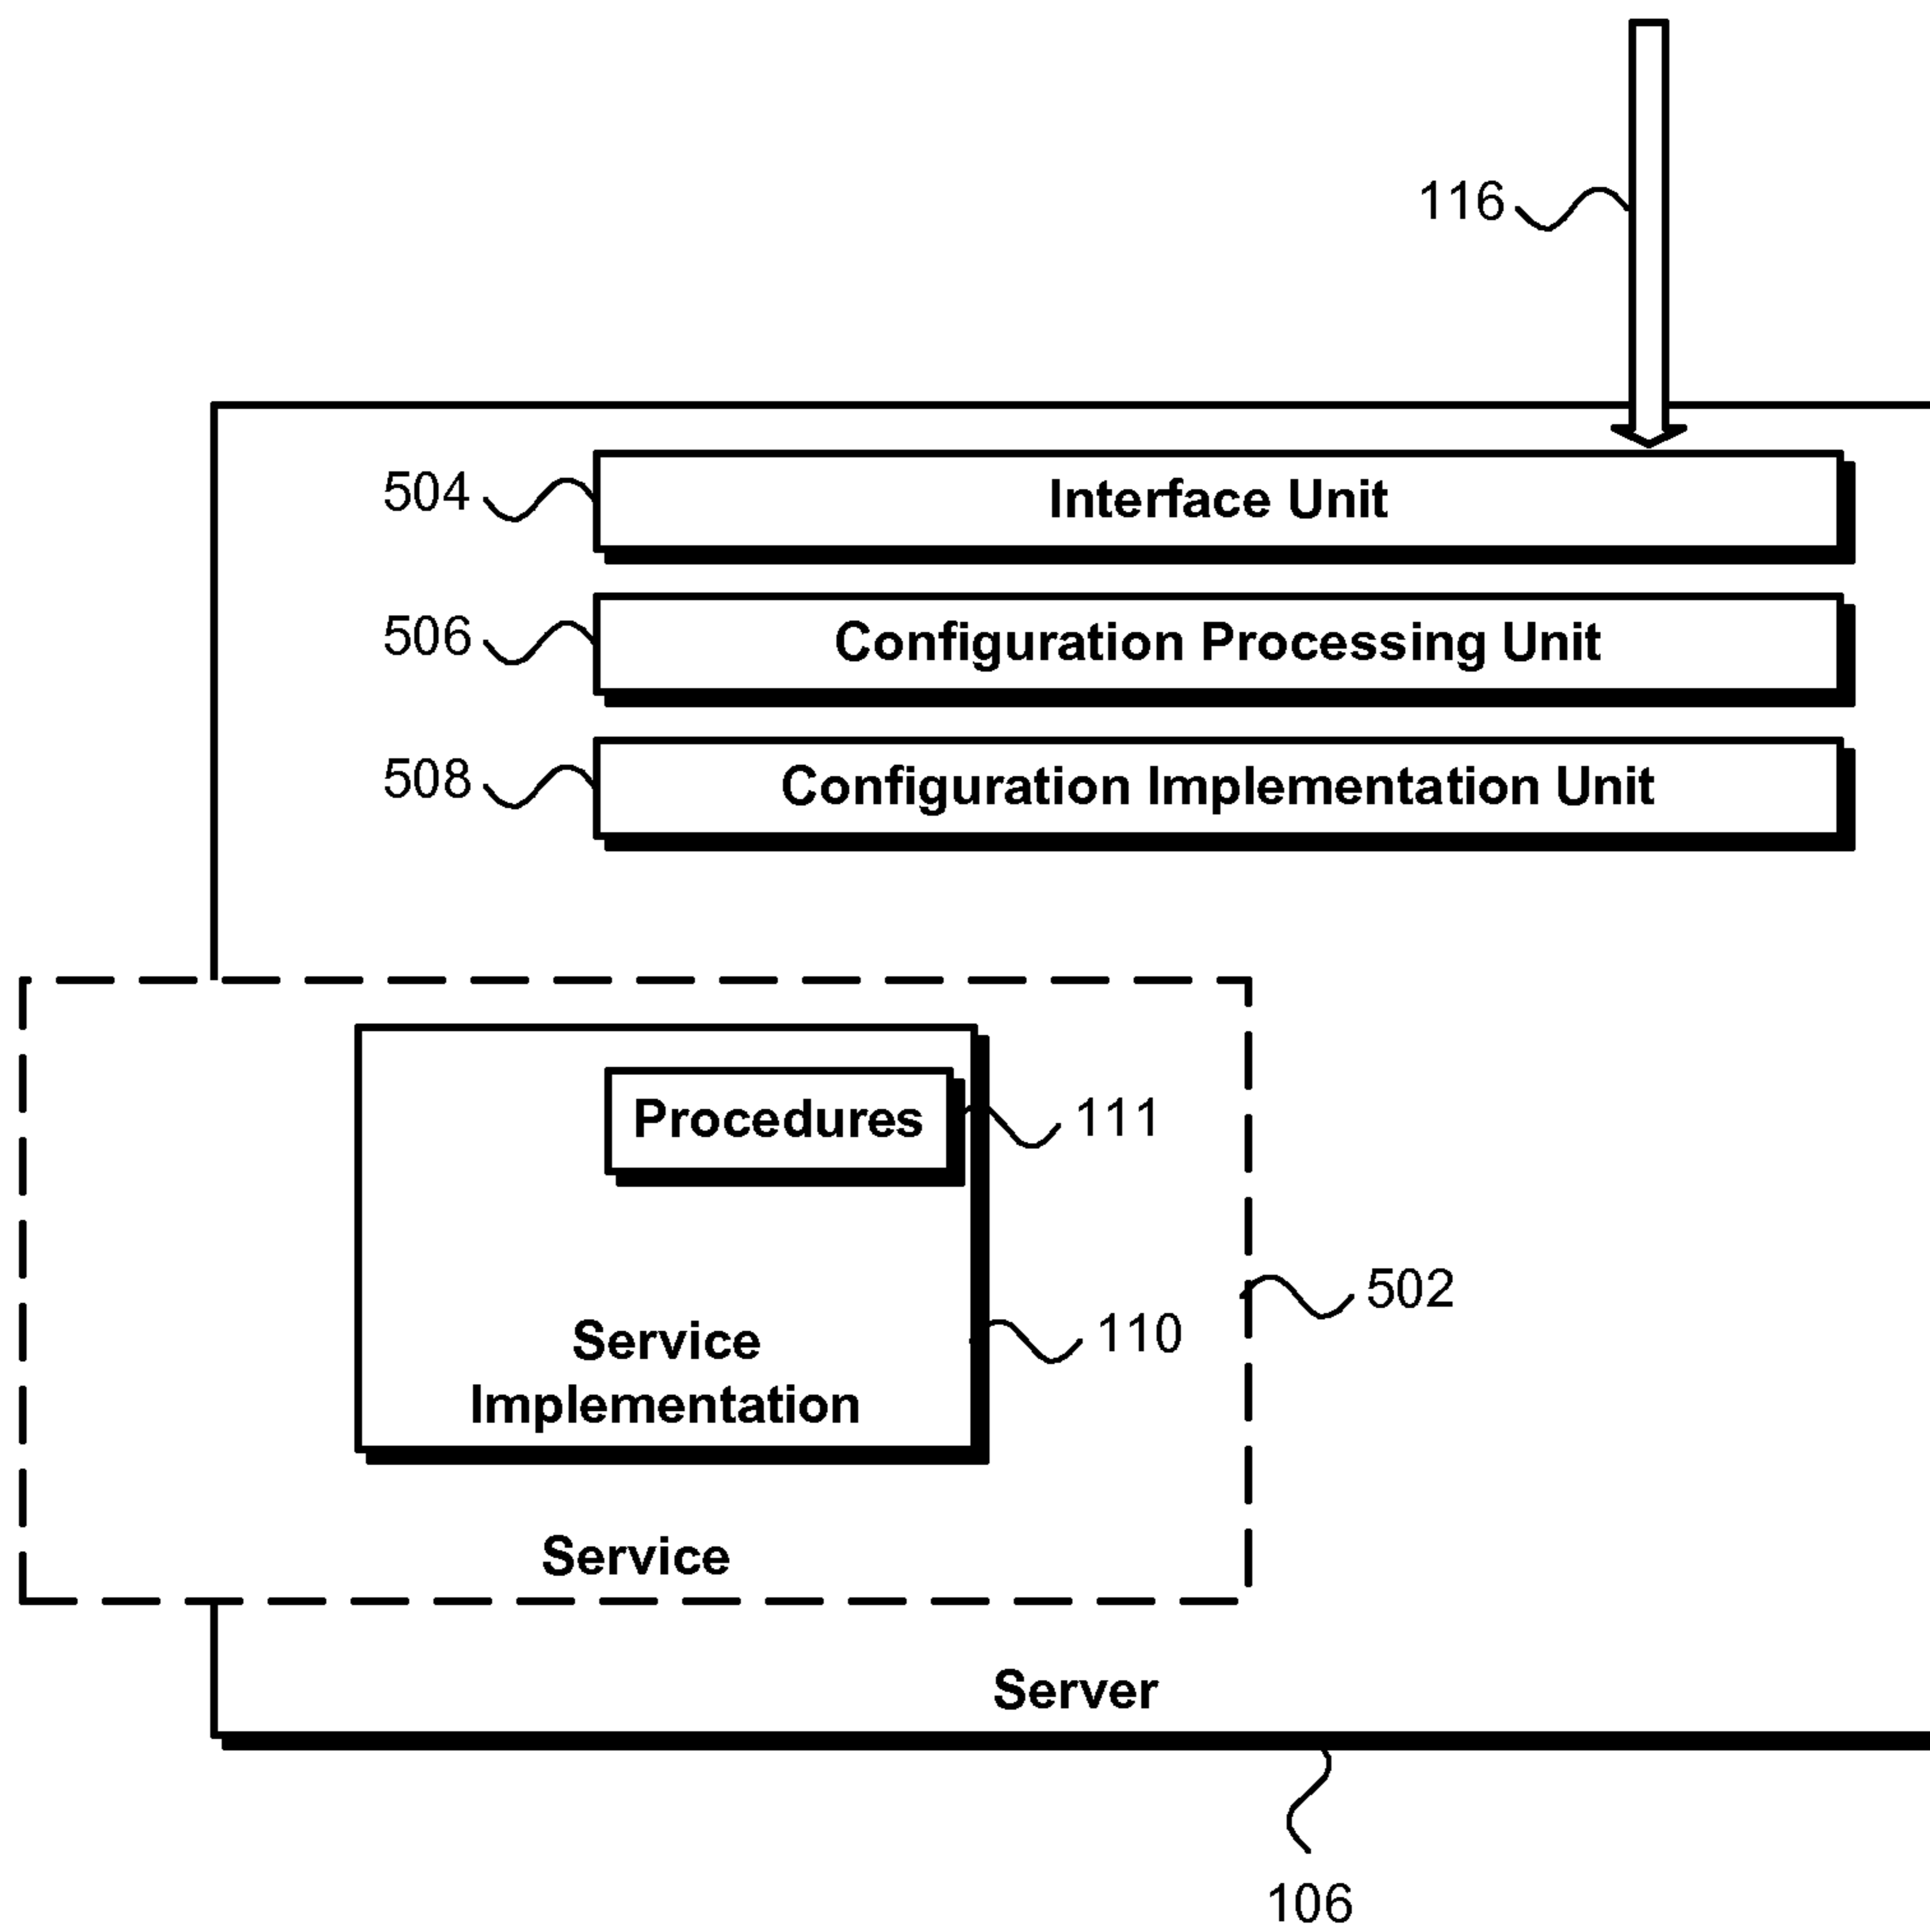 116
504
Interface Unit
506
Configuration Processing Unit
508
Configuration Implementation Unit
Procedures
111
502
110
Service
Implementation
Service
Server
106